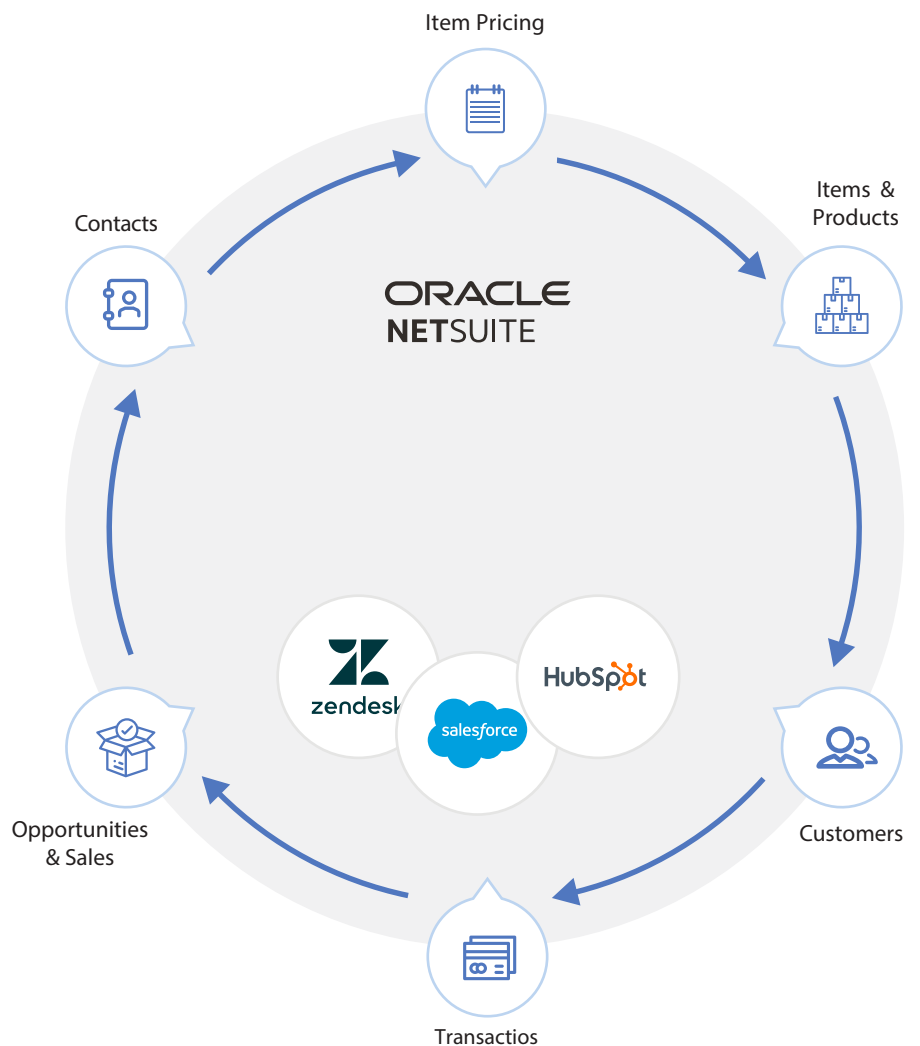 Item Pricing
Items &
Products
Contacts
ORACLE
NETSUITE
HubSpot
zendesk
salesforce
Opportunities
& Sales
Customers
Transactios